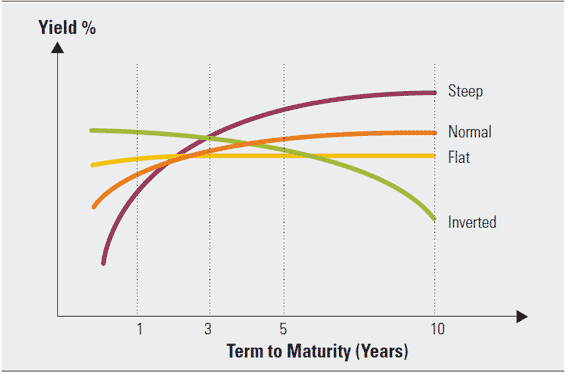 Yield %
Steep
Normal
Flat
Inverted
1 3 5 10
Term to Maturity (Years)